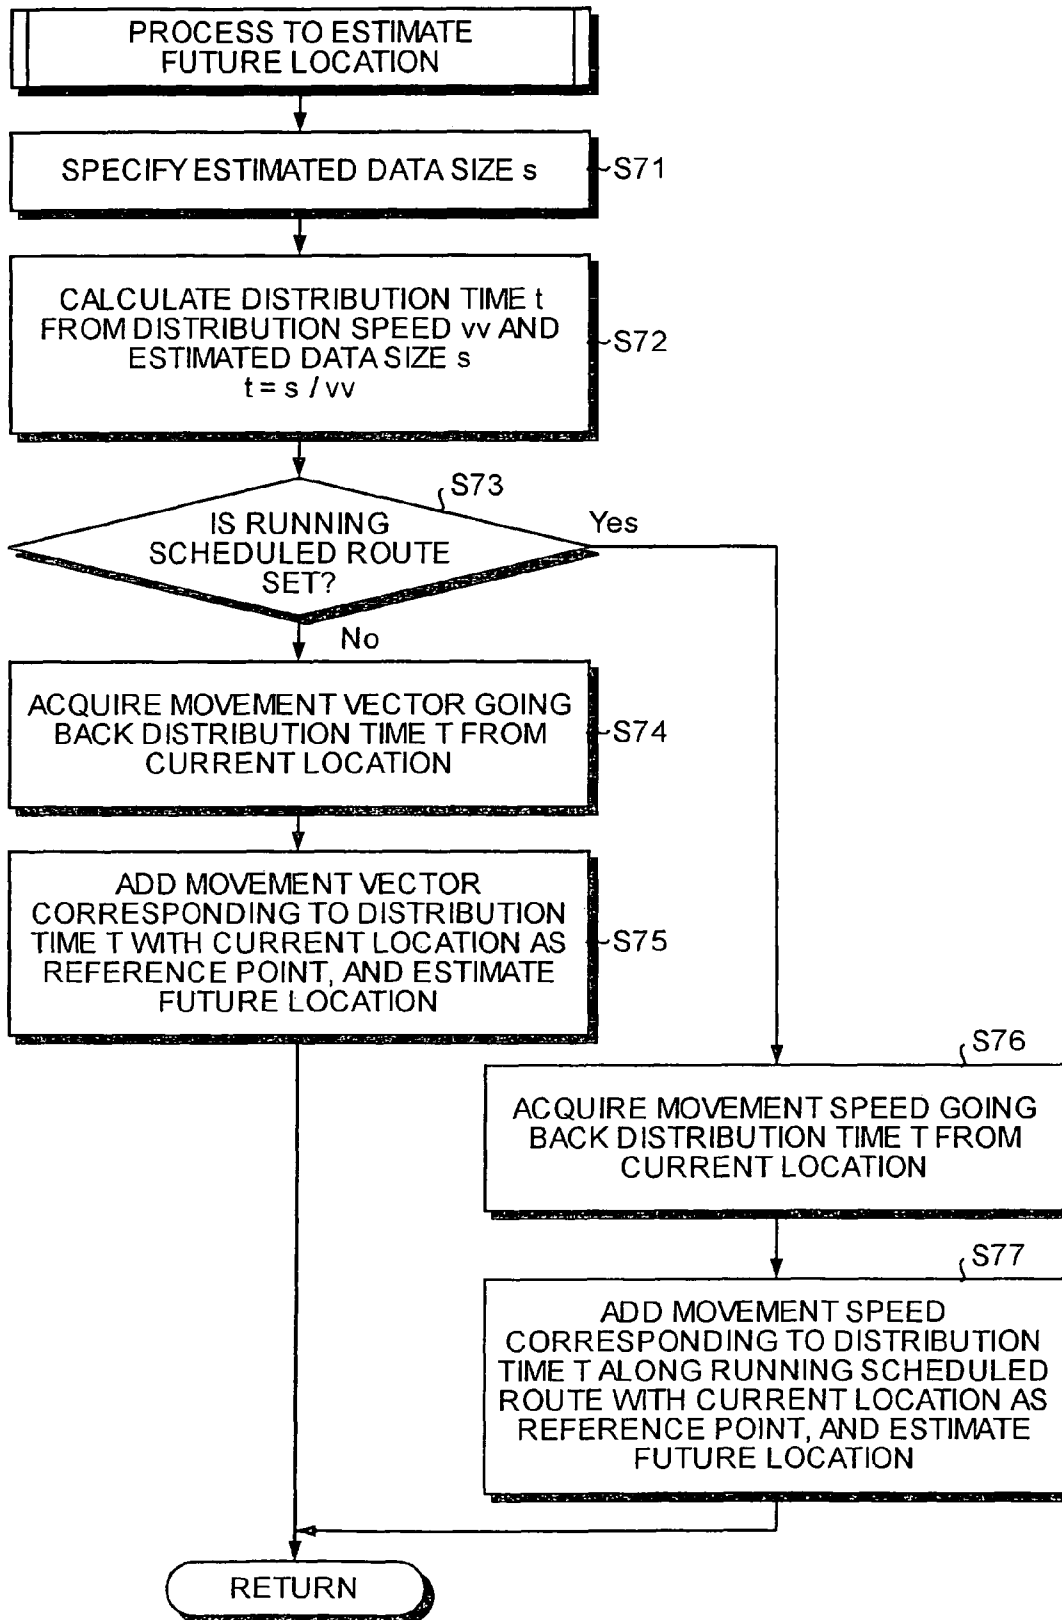 PROCESS TO ESTIMATE
FUTURE LOCATION
SPECIFY ESTIMATED DATA SIZE s
S71
CALCULATE DISTRIBUTION TIME t
FROM DISTRIBUTION SPEED vv AND
ESTIMATED DATA SIZE s
t = s / vv
S72
S73
IS RUNNING
SCHEDULED ROUTE
SET?
Yes
No
ACQUIRE MOVEMENT VECTOR GOING
BACK DISTRIBUTION TIME T FROM
CURRENT LOCATION
S74
ADD MOVEMENT VECTOR
CORRESPONDING TO DISTRIBUTION
TIME T WITH CURRENT LOCATION AS
REFERENCE POINT, AND ESTIMATE
FUTURE LOCATION
S75
S76
ACQUIRE MOVEMENT SPEED GOING
BACK DISTRIBUTION TIME T FROM
CURRENT LOCATION
S77
ADD MOVEMENT SPEED
CORRESPONDING TO DISTRIBUTION
TIME T ALONG RUNNING SCHEDULED
ROUTE WITH CURRENT LOCATION AS
REFERENCE POINT, AND ESTIMATE
FUTURE LOCATION
RETURN